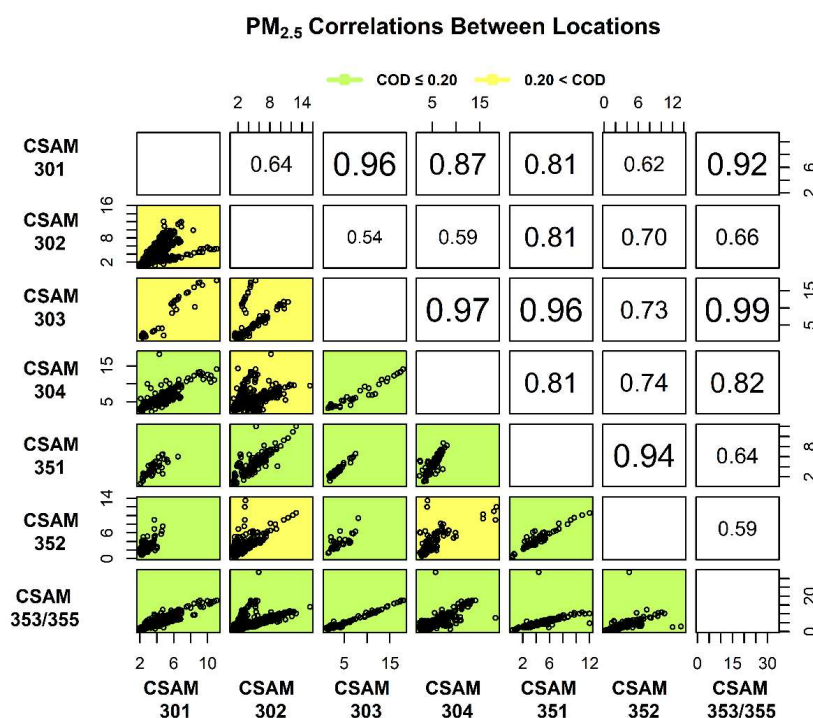 PM2.5 Correlations Between Locations
COD ≤ 0.20 0.20 < COD
2 4 8 14 5 15 0 4 8 12
CSAM
301
0.64 0.96 0.87 0.81 0.62 0.92
2 6
CSAM
302
2 8 16
0.54 0.59 0.81 0.70 0.66
CSAM
303
0.97 0.96 0.73 0.99
5 15
CSAM
304
5 15
0.81 0.74 0.82
CSAM
351
0.94 0.64
2 8
CSAM
352
0 6 14
0.59
CSAM
353/355
0 20
2 6 10 5 15 2 6 12 0 15 30
CSAM CSAM CSAM CSAM CSAM CSAM CSAM
301 302 303 304 351 352 353/355